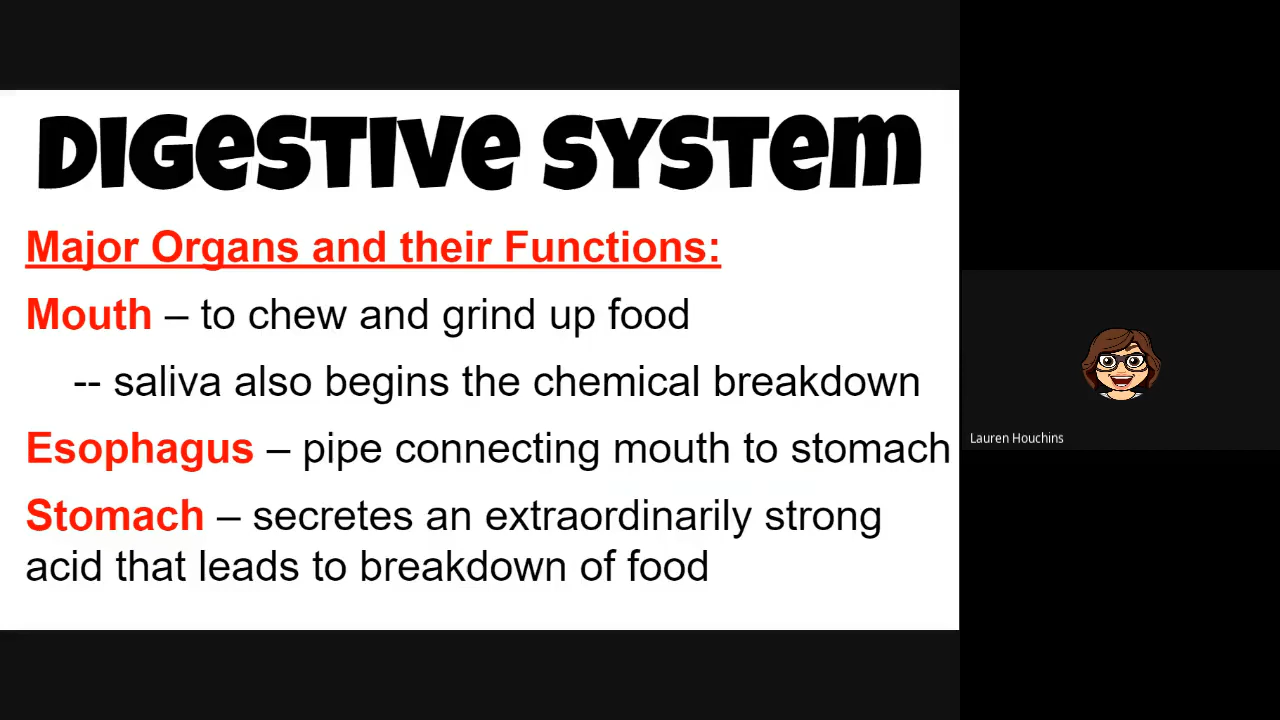 DIGESTIVE SYSTEM
Major Organs and their Functions:
Mouth – to chew and grind up food
-- saliva also begins the chemical breakdown
Esophagus – pipe connecting mouth to stomach
Stomach – secretes an extraordinarily strong
acid that leads to breakdown of food
Lauren Houchins